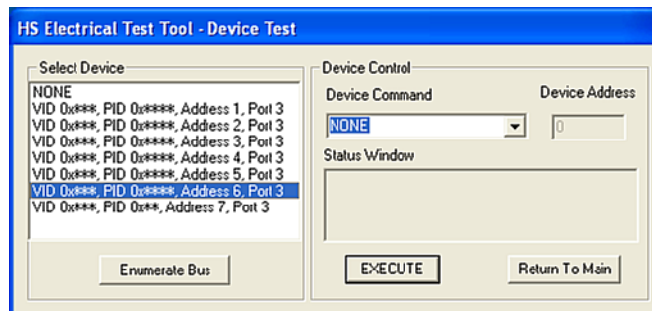 HS Electrical Test Tool - Device Test
Select Device
NONE
VID 0x***, PID 0x****, Address 1, Port 3
VID 0x***, PID 0x****, Address 2, Port 3
VID 0x***, PID 0x****, Address 3, Port 3
VID 0x***, PID 0x****, Address 4, Port 3
VID 0x***, PID 0x****, Address 5, Port 3
VID 0x***, PID 0x****, Address 6, Port 3
VID 0x***, PID 0x**, Address 7, Port 3
Enumerate Bus
Device Control
Device Command
Device Address
NONE
0
Status Window
EXECUTE
Return To Main